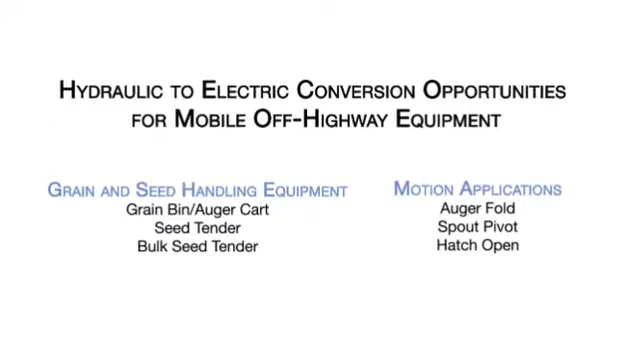 Hydraulic to Electric Conversion Opportunities
for Mobile Off-Highway Equipment
Grain and Seed Handling Equipment
Grain Bin/Auger Cart
Seed Tender
Bulk Seed Tender
Motion Applications
Auger Fold
Spout Pivot
Hatch Open